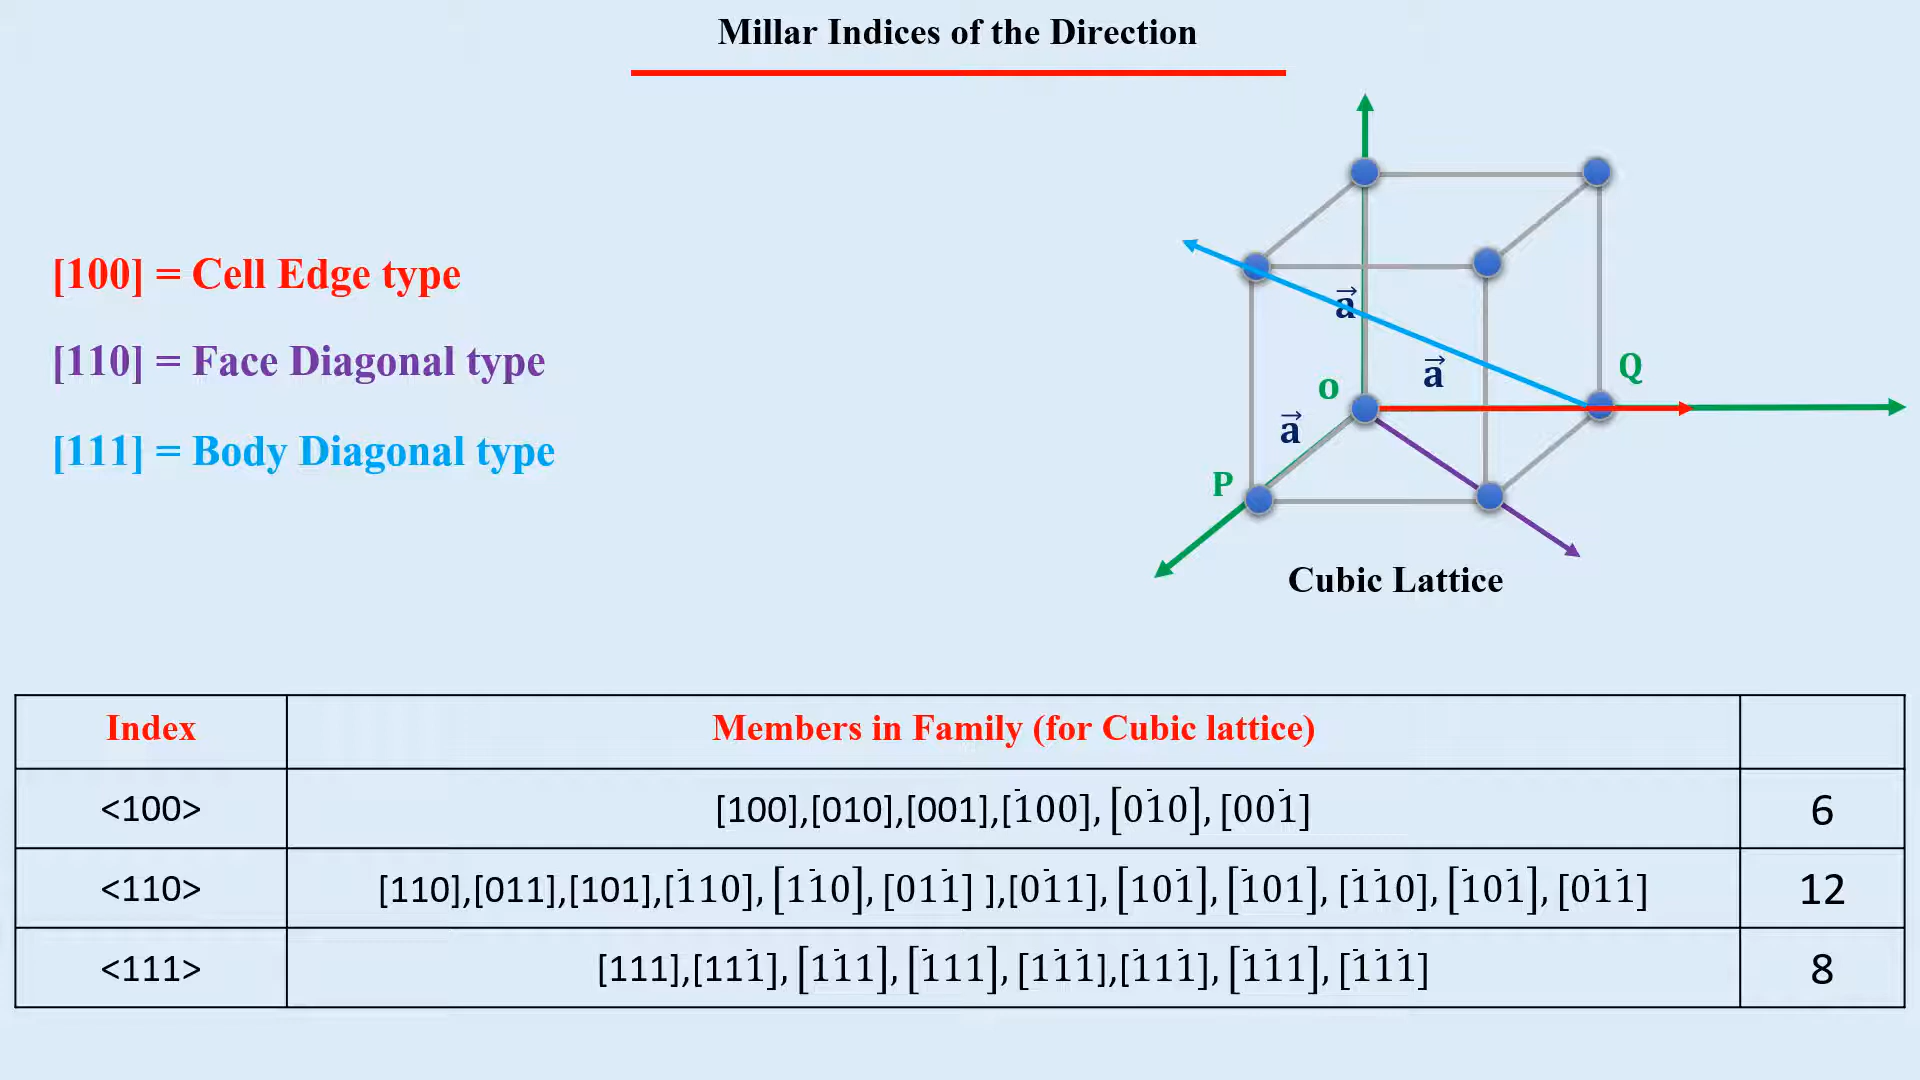 Millar Indices of the Direction
[100] = Cell Edge type
[110] = Face Diagonal type
[111] = Body Diagonal type
a⃗
a⃗
a⃗
O
P
Q
Cubic Lattice
Index Members in Family (for Cubic lattice)
<100> [100],[010],[001],[1̄00], [01̄0], [001̄] 6
<110> [110],[011],[101],[1̄10], [11̄0], [011̄] ],[01̄1], [101̄], [1̄01], [1̄1̄0], [1̄01̄], [01̄1̄] 12
<111> [111],[111̄], [11̄1], [1̄11], [11̄1̄],[1̄11̄], [1̄1̄1], [1̄1̄1̄] 8